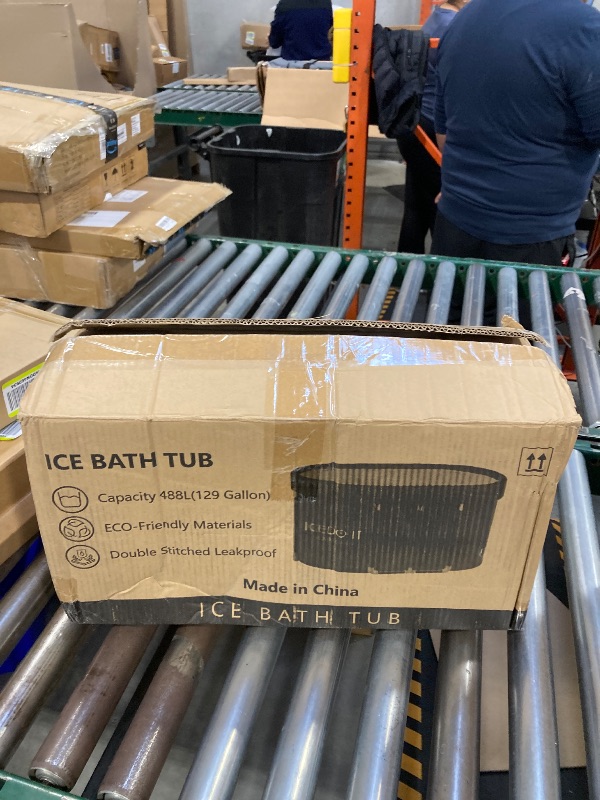 ICE BATH TUB
Capacity 488L(129 Gallon)
ECO-Friendly Materials
Double Stitched Leakproof
Made in China
ICE BATH TUB